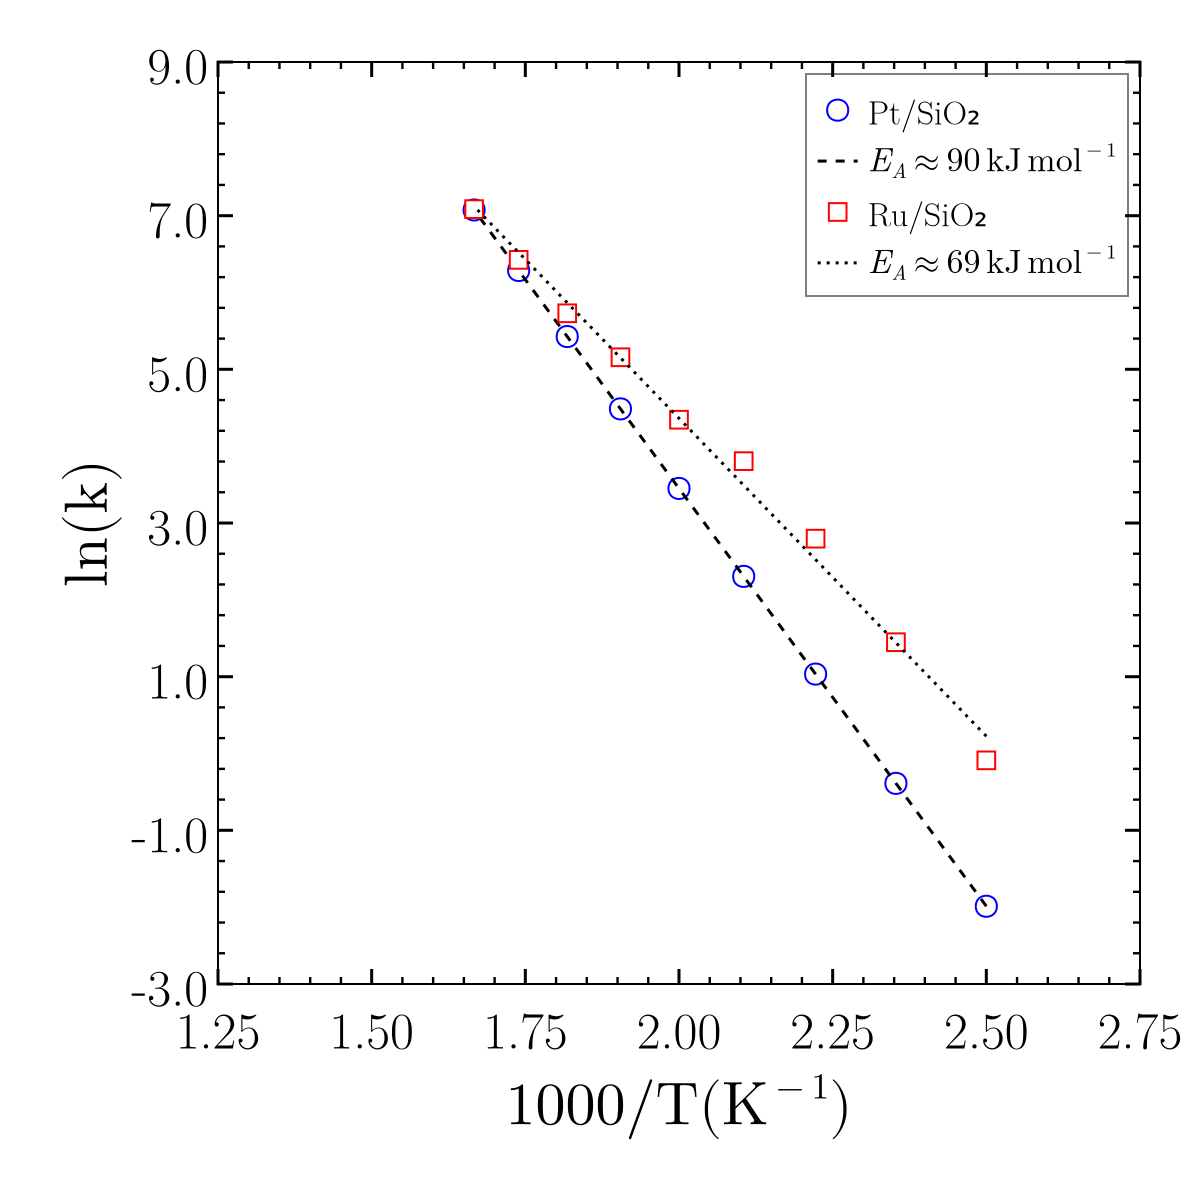 9.0
7.0
5.0
3.0
1.0
-1.0
-3.0
ln(k)
1.25 1.50 1.75 2.00 2.25 2.50 2.75
1000/T(K⁻¹)
Pt/SiO₂
E_A ≈ 90 kJ mol⁻¹
Ru/SiO₂
E_A ≈ 69 kJ mol⁻¹